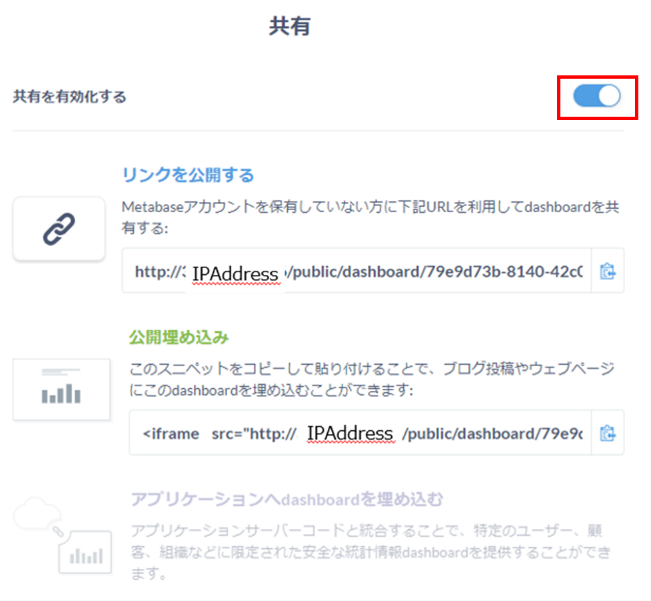 共有
共有を有効化する
リンクを公開する
Metabaseアカウントを保有していない方に下記URLを利用してdashboardを共
有する:
http:// IPAddress /public/dashboard/79e9d73b-8140-42c0
公開埋め込み
このスニペットをコピーして貼り付けることで、ブログ投稿やウェブページ
にこのdashboardを埋め込むことができます:
<iframe src="http:// IPAddress /public/dashboard/79e9c
アプリケーションへdashboardを埋め込む
アプリケーションサーバーコードと統合することで、特定のユーザー、顧
客、組織などに限定された安全な統計情報dashboardを提供することができ
ます。